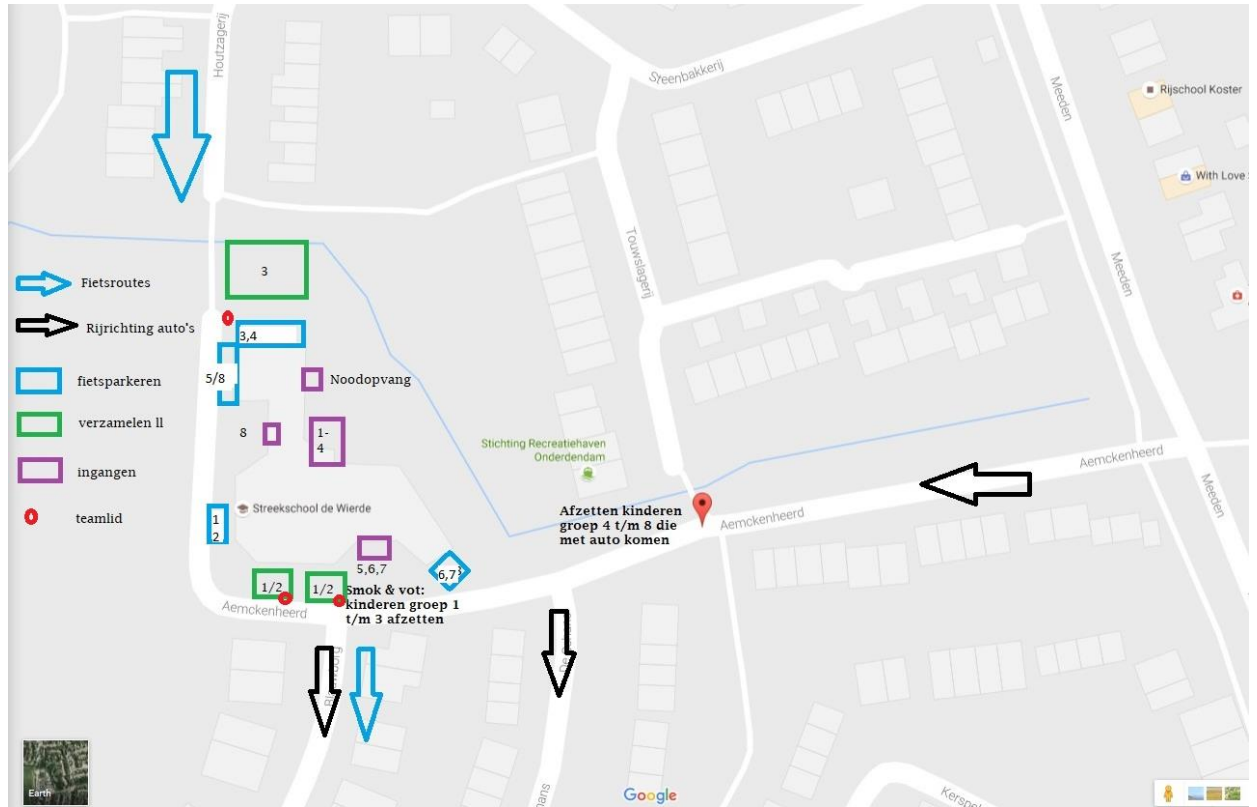 Houtzagerij
Steenbakkerij
Meeden
Rijschool Koster
With Love
Touwslagerij
3
Fietsroutes
Meeden
3,4
Rijrichting auto's
5/8
Noodopvang
fietsparkeren
8
1-
4
verzamelen ll
Stichting Recreatiehaven
Onderdendam
Aemckenheerd
Meeden
ingangen
Streekschool de Wierde
Afzetten kinderen
groep 4 t/m 8 die
met auto komen
Aemckenheerd
teamlid
1
2
5,6,7
6,7
1/2
1/2
Smok & vot:
kinderen groep 1
t/m 3 afzetten
Aemckenheerd
Earth
Google